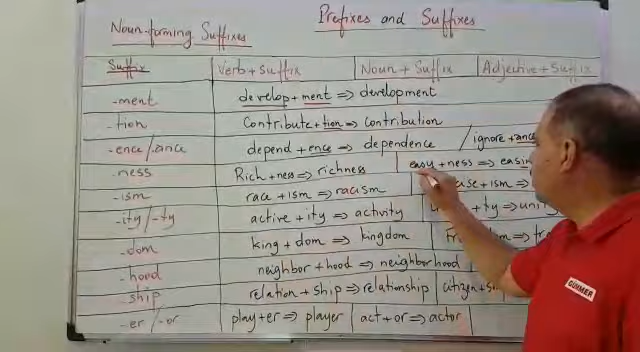 Prefixes and Suffixes
Noun-forming Suffixes
Suffix Verb + suffix Noun + Suffix Adjective + Suffix
-ment develop + ment ⇒ development
-tion Contribute + tion ⇒ contribution
-ence/-ance depend + ence ⇒ dependence / ignore + ance
-ness Rich + ness ⇒ richness easy + ness ⇒
-ism race + ism ⇒ racism + ism ⇒
-ity/-ty active + ity ⇒ activity + ty ⇒
-dom king + dom ⇒ kingdom
-hood neighbor + hood ⇒ neighborhood
-ship relation + ship ⇒ relationship citizen +
-er/-or play + er ⇒ player act + or ⇒ actor